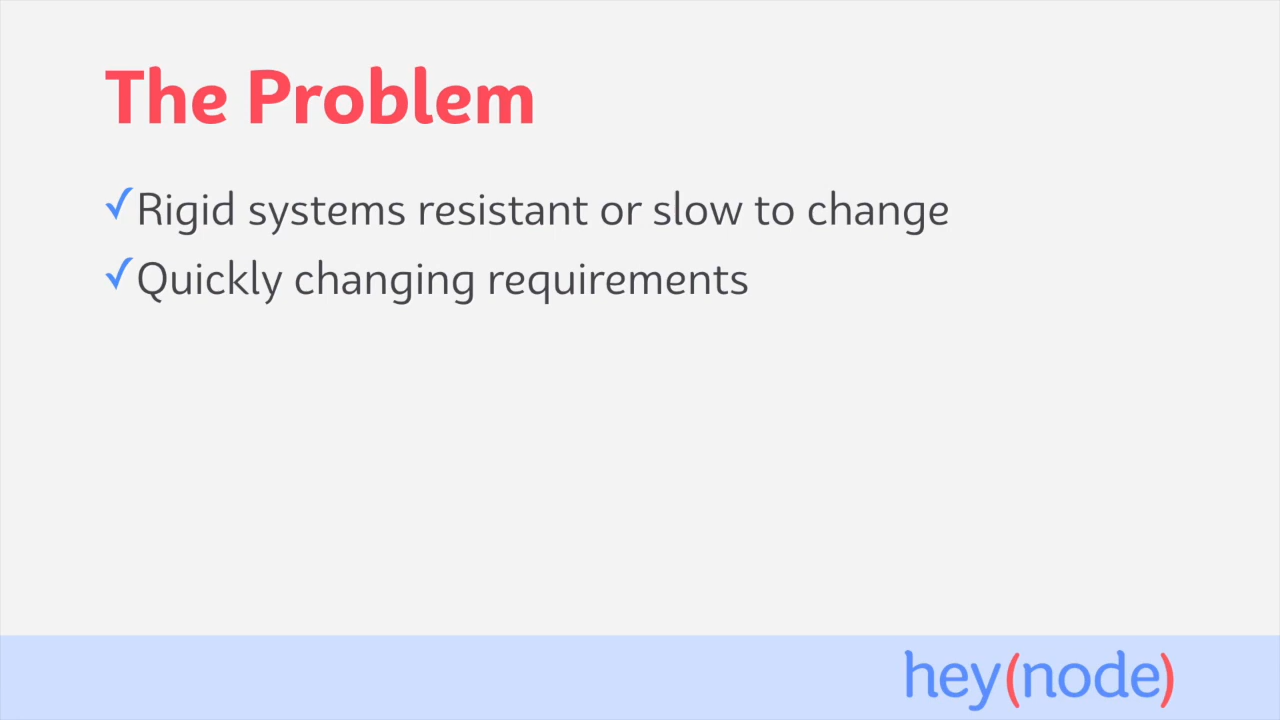 The Problem
✓Rigid systems resistant or slow to change
✓Quickly changing requirements
hey(node)